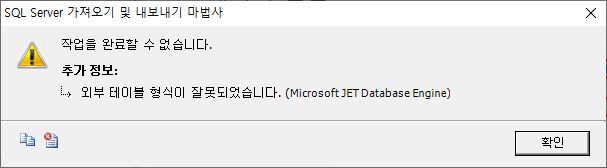 SQL Server 가져오기 및 내보내기 마법사
작업을 완료할 수 없습니다.
추가 정보:
외부 테이블 형식이 잘못되었습니다. (Microsoft JET Database Engine)
확인